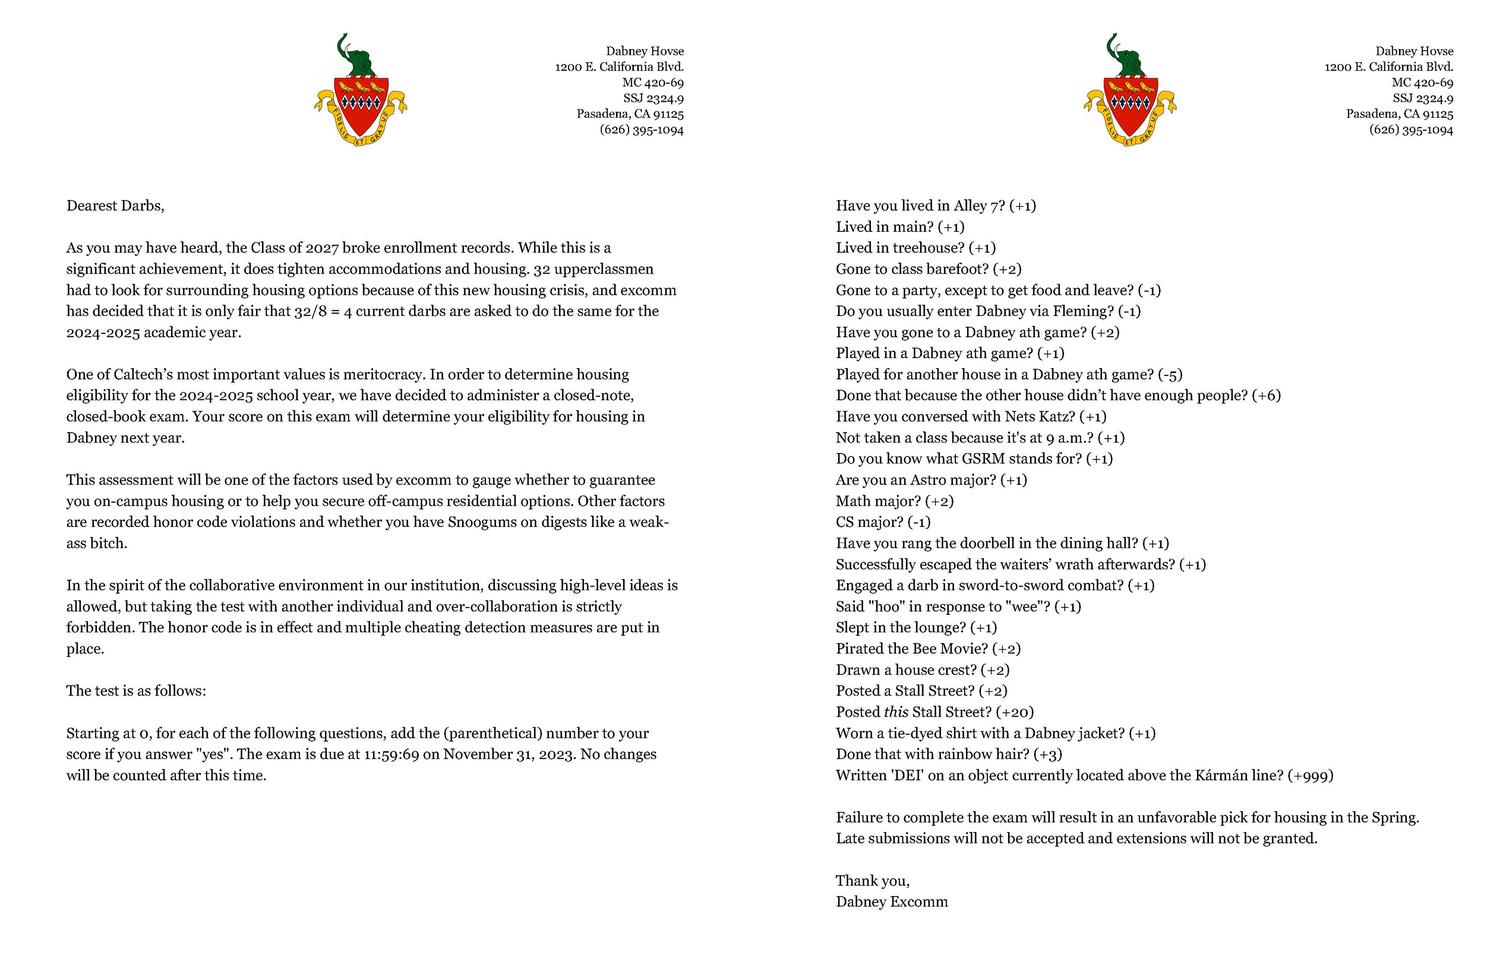 Dabney Hovse
1200 E. California Blvd.
MC 420-69
SSJ 2324.9
Pasadena, CA 91125
(626) 395-1094
FIDELIS ET GRATUS
Dearest Darbs,
As you may have heard, the Class of 2027 broke enrollment records. While this is a
significant achievement, it does tighten accommodations and housing. 32 upperclassmen
had to look for surrounding housing options because of this new housing crisis, and excomm
has decided that it is only fair that 32/8 = 4 current darbs are asked to do the same for the
2024-2025 academic year.
One of Caltech’s most important values is meritocracy. In order to determine housing
eligibility for the 2024-2025 school year, we have decided to administer a closed-note,
closed-book exam. Your score on this exam will determine your eligibility for housing in
Dabney next year.
This assessment will be one of the factors used by excomm to gauge whether to guarantee
you on-campus housing or to help you secure off-campus residential options. Other factors
are recorded honor code violations and whether you have Snoogums on digests like a weak-
ass bitch.
In the spirit of the collaborative environment in our institution, discussing high-level ideas is
allowed, but taking the test with another individual and over-collaboration is strictly
forbidden. The honor code is in effect and multiple cheating detection measures are put in
place.
The test is as follows:
Starting at 0, for each of the following questions, add the (parenthetical) number to your
score if you answer "yes". The exam is due at 11:59:69 on November 31, 2023. No changes
will be counted after this time.
Dabney Hovse
1200 E. California Blvd.
MC 420-69
SSJ 2324.9
Pasadena, CA 91125
(626) 395-1094
FIDELIS ET GRATUS
Have you lived in Alley 7? (+1)
Lived in main? (+1)
Lived in treehouse? (+1)
Gone to class barefoot? (+2)
Gone to a party, except to get food and leave? (-1)
Do you usually enter Dabney via Fleming? (-1)
Have you gone to a Dabney ath game? (+2)
Played in a Dabney ath game? (+1)
Played for another house in a Dabney ath game? (-5)
Done that because the other house didn’t have enough people? (+6)
Have you conversed with Nets Katz? (+1)
Not taken a class because it's at 9 a.m.? (+1)
Do you know what GSRM stands for? (+1)
Are you an Astro major? (+1)
Math major? (+2)
CS major? (-1)
Have you rang the doorbell in the dining hall? (+1)
Successfully escaped the waiters’ wrath afterwards? (+1)
Engaged a darb in sword-to-sword combat? (+1)
Said "hoo" in response to "wee"? (+1)
Slept in the lounge? (+1)
Pirated the Bee Movie? (+2)
Drawn a house crest? (+2)
Posted a Stall Street? (+2)
Posted this Stall Street? (+20)
Worn a tie-dyed shirt with a Dabney jacket? (+1)
Done that with rainbow hair? (+3)
Written 'DEI' on an object currently located above the Kármán line? (+999)
Failure to complete the exam will result in an unfavorable pick for housing in the Spring.
Late submissions will not be accepted and extensions will not be granted.
Thank you,
Dabney Excomm